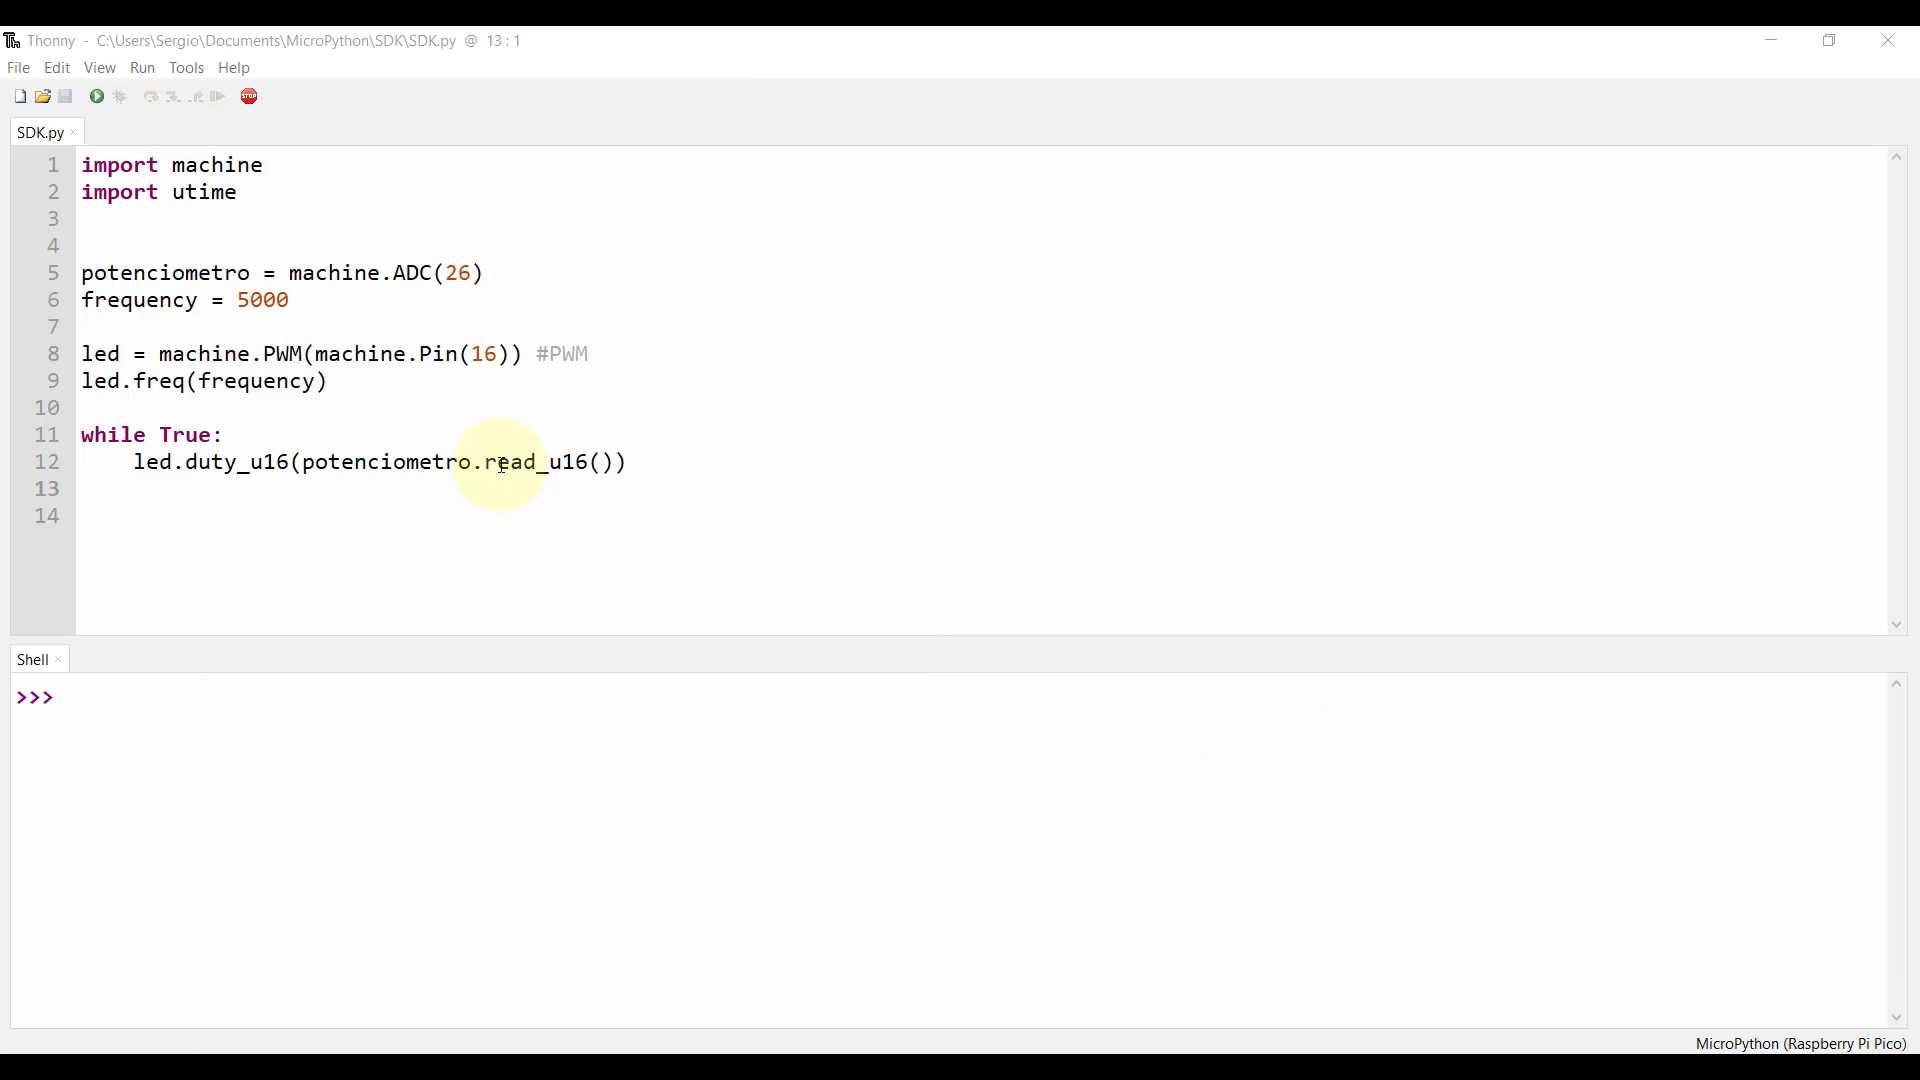 Thonny - C:\Users\Sergio\Documents\MicroPython\SDK\SDK.py @ 13 : 1
File Edit View Run Tools Help
STOP
SDK.py ×
1 import machine
2 import utime
3
4
5 potenciometro = machine.ADC(26)
6 frequency = 5000
7
8 led = machine.PWM(machine.Pin(16)) #PWM
9 led.freq(frequency)
10
11 while True:
12     led.duty_u16(potenciometro.read_u16())
13
14
Shell ×
>>>
MicroPython (Raspberry Pi Pico)